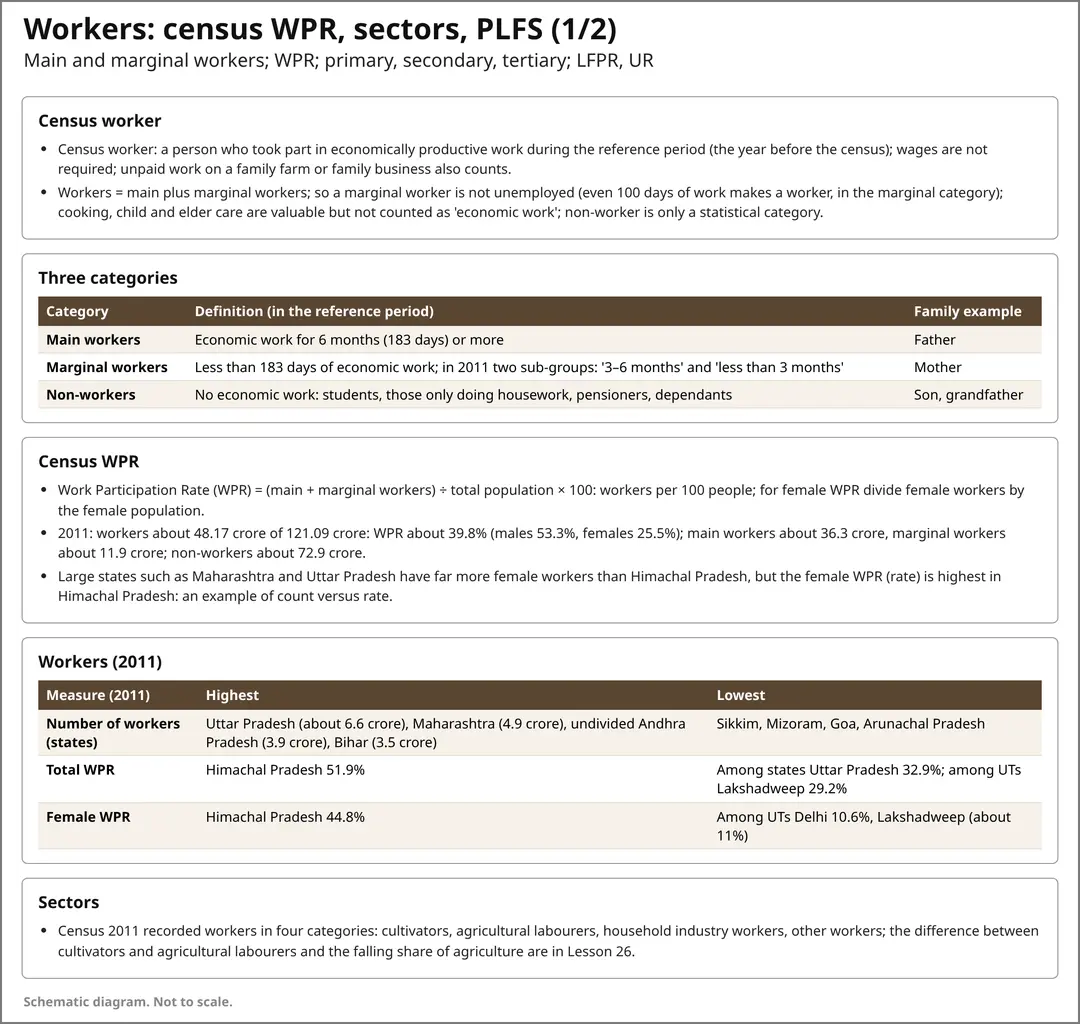 Workers: census WPR, sectors, PLFS (1/2)
Main and marginal workers; WPR; primary, secondary, tertiary; LFPR, UR
Census worker
• Census worker: a person who took part in economically productive work during the reference period (the year before the census); wages are not
required; unpaid work on a family farm or family business also counts.
• Workers = main plus marginal workers; so a marginal worker is not unemployed (even 100 days of work makes a worker, in the marginal category);
cooking, child and elder care are valuable but not counted as 'economic work'; non-worker is only a statistical category.
Three categories
Category Definition (in the reference period) Family example
Main workers Economic work for 6 months (183 days) or more Father
Marginal workers Less than 183 days of economic work; in 2011 two sub-groups: '3–6 months' and 'less than 3 months' Mother
Non-workers No economic work: students, those only doing housework, pensioners, dependants Son, grandfather
Census WPR
• Work Participation Rate (WPR) = (main + marginal workers) ÷ total population × 100: workers per 100 people; for female WPR divide female workers by
the female population.
• 2011: workers about 48.17 crore of 121.09 crore: WPR about 39.8% (males 53.3%, females 25.5%); main workers about 36.3 crore, marginal workers
about 11.9 crore; non-workers about 72.9 crore.
• Large states such as Maharashtra and Uttar Pradesh have far more female workers than Himachal Pradesh, but the female WPR (rate) is highest in
Himachal Pradesh: an example of count versus rate.
Workers (2011)
Measure (2011) Highest Lowest
Number of workers Uttar Pradesh (about 6.6 crore), Maharashtra (4.9 crore), undivided Andhra Sikkim, Mizoram, Goa, Arunachal Pradesh
(states) Pradesh (3.9 crore), Bihar (3.5 crore)
Total WPR Himachal Pradesh 51.9% Among states Uttar Pradesh 32.9%; among UTs
Lakshadweep 29.2%
Female WPR Himachal Pradesh 44.8% Among UTs Delhi 10.6%, Lakshadweep (about
11%)
Sectors
• Census 2011 recorded workers in four categories: cultivators, agricultural labourers, household industry workers, other workers; the difference between
cultivators and agricultural labourers and the falling share of agriculture are in Lesson 26.
Schematic diagram. Not to scale.